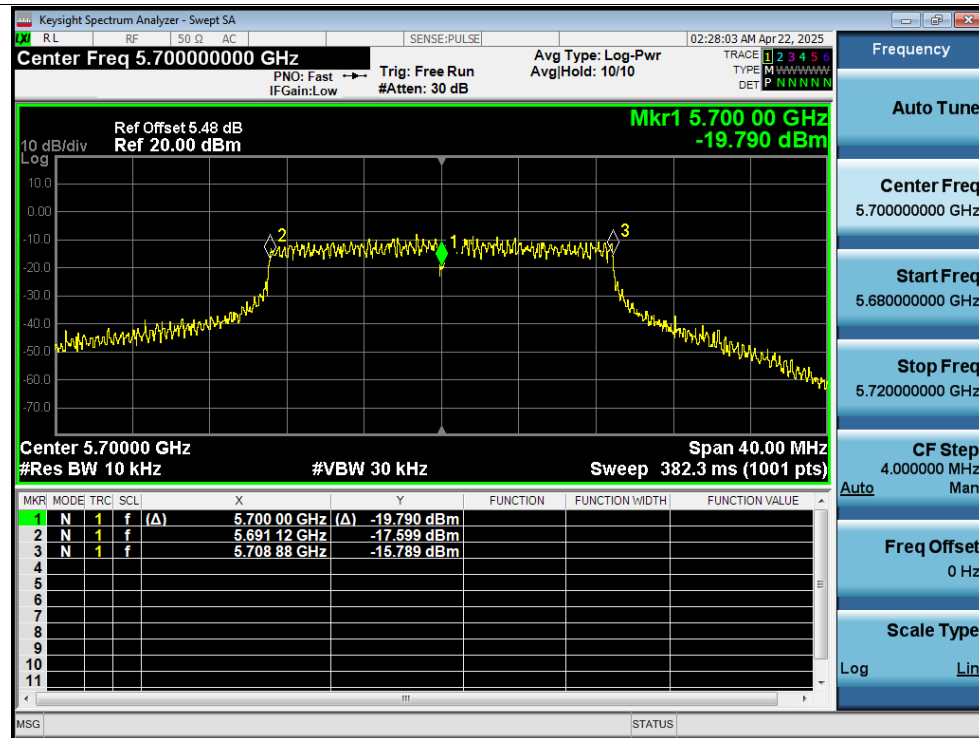 Keysight Spectrum Analyzer - Swept SA
LXI RL RF 50 Ω AC SENSE:PULSE 02:28:03 AM Apr 22, 2025
Center Freq 5.700000000 GHz
PNO: Fast
IFGain:Low
Trig: Free Run
#Atten: 30 dB
Avg Type: Log-Pwr
Avg|Hold: 10/10
TRACE 1 2 3 4 5 6
TYPE M WWWWW
DET P N N N N N
Ref Offset 5.48 dB
10 dB/div Ref 20.00 dBm
Log
Mkr1 5.700 00 GHz
-19.790 dBm
10.0
0.00
-10.0
-20.0
-30.0
-40.0
-50.0
-60.0
-70.0
2
1
3
Center 5.70000 GHz Span 40.00 MHz
#Res BW 10 kHz #VBW 30 kHz Sweep 382.3 ms (1001 pts)
MKR MODE TRC SCL X Y FUNCTION FUNCTION WIDTH FUNCTION VALUE
1 N 1 f (Δ) 5.700 00 GHz (Δ) -19.790 dBm
2 N 1 f 5.691 12 GHz -17.599 dBm
3 N 1 f 5.708 88 GHz -15.789 dBm
4
5
6
7
8
9
10
11
MSG STATUS
Frequency
Auto Tune
Center Freq
5.700000000 GHz
Start Freq
5.680000000 GHz
Stop Freq
5.720000000 GHz
CF Step
4.000000 MHz
Auto Man
Freq Offset
0 Hz
Scale Type
Log Lin